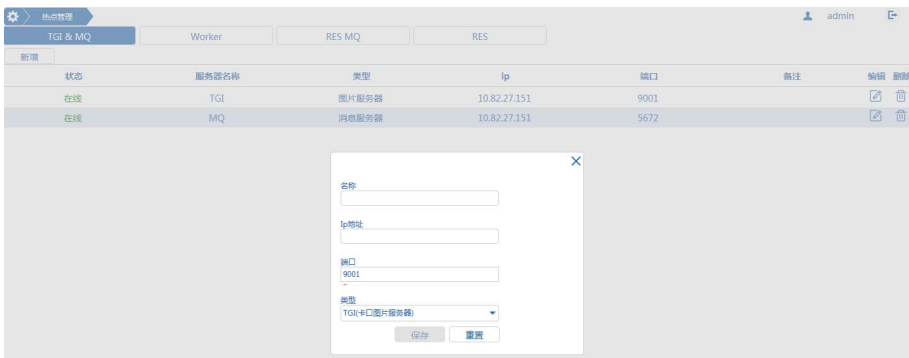 热点管理
admin
TGI & MQ Worker RES MQ RES
新增
状态 服务器名称 类型 ip 端口 备注 编辑 删除
在线 TGI 图片服务器 10.82.27.151 9001
在线 MQ 消息服务器 10.82.27.151 5672
名称
Ip地址
端口
9001
类型
TGI(卡口图片服务器)
保存 重置